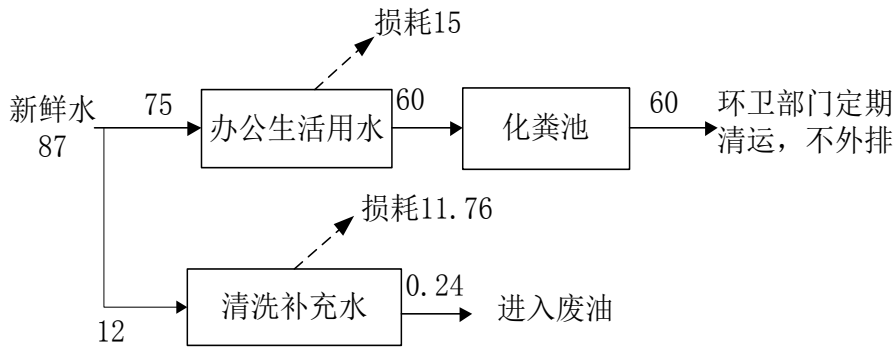 损耗15
新鲜水
87
75
办公生活用水
60
化粪池
60
环卫部门定期
清运，不外排
损耗11.76
12
清洗补充水
0.24
进入废油